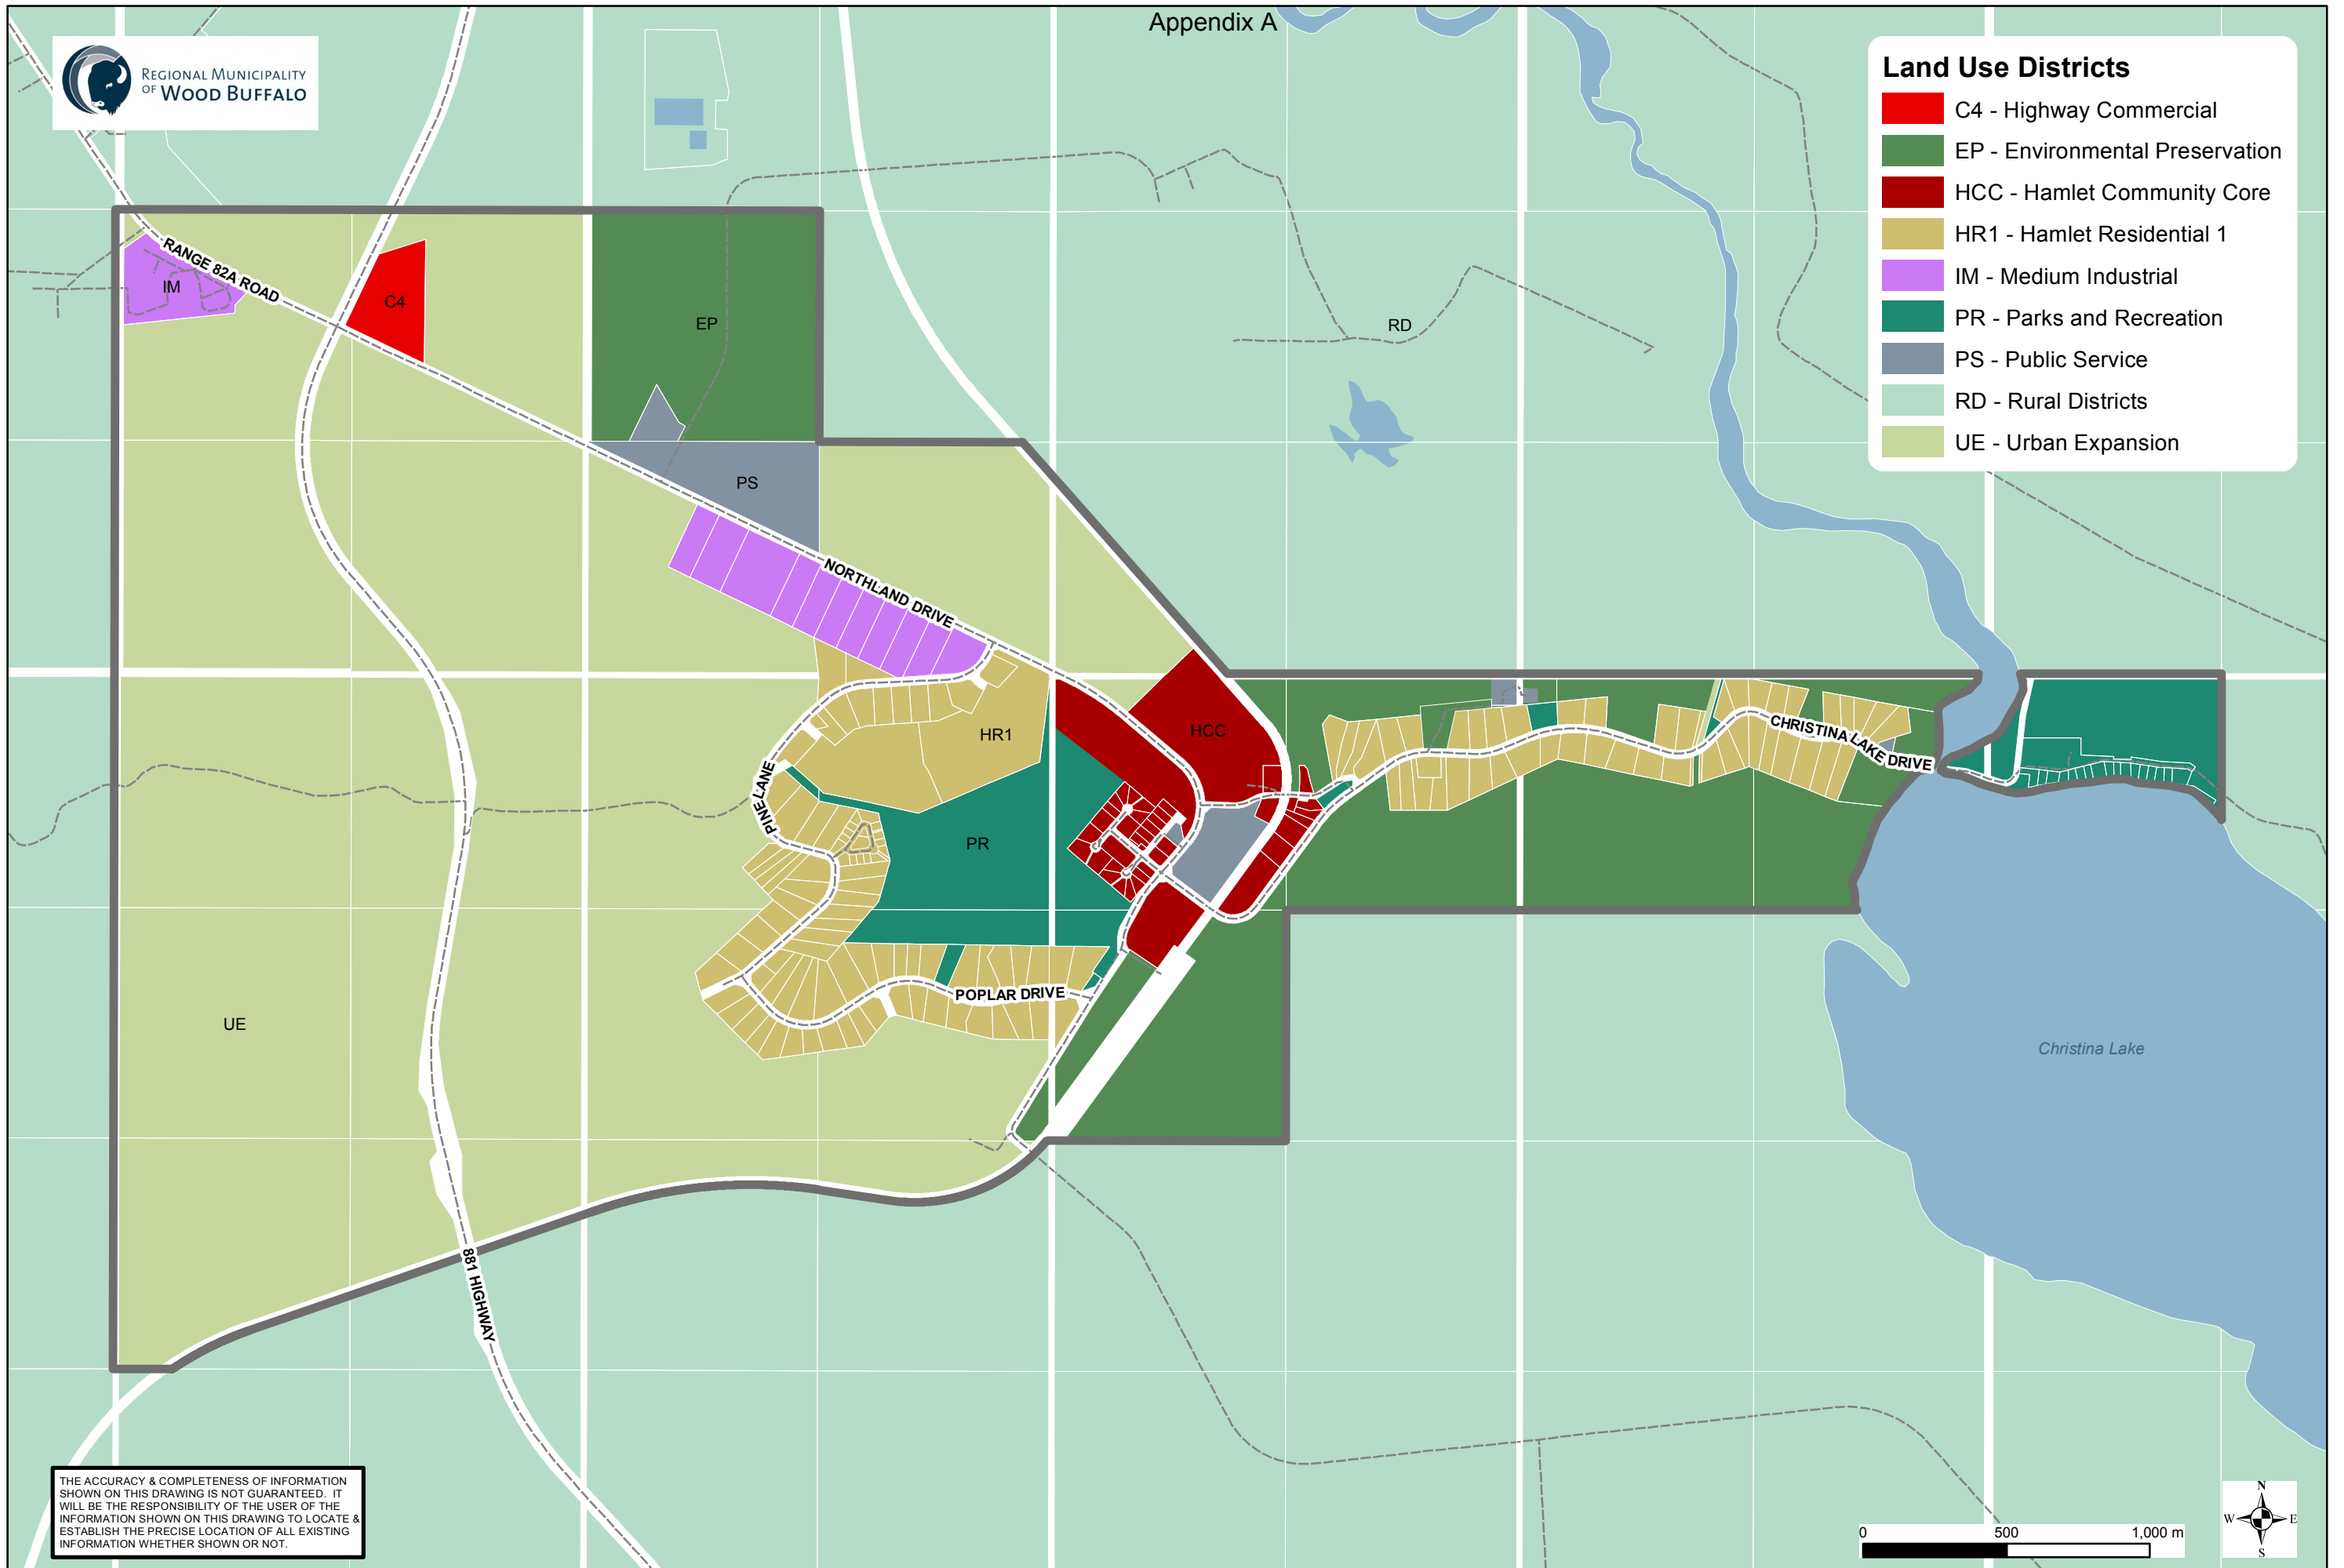 Appendix A
REGIONAL MUNICIPALITY
OF WOOD BUFFALO
Land Use Districts
C4 - Highway Commercial
EP - Environmental Preservation
HCC - Hamlet Community Core
HR1 - Hamlet Residential 1
IM - Medium Industrial
PR - Parks and Recreation
PS - Public Service
RD - Rural Districts
UE - Urban Expansion
RANGE 82A ROAD
IM
C4
EP
RD
PS
NORTHLAND DRIVE
HR1
HCC
CHRISTINA LAKE DRIVE
PINE LANE
PR
POPLAR DRIVE
UE
Christina Lake
881 HIGHWAY
THE ACCURACY & COMPLETENESS OF INFORMATION
SHOWN ON THIS DRAWING IS NOT GUARANTEED. IT
WILL BE THE RESPONSIBILITY OF THE USER OF THE
INFORMATION SHOWN ON THIS DRAWING TO LOCATE &
ESTABLISH THE PRECISE LOCATION OF ALL EXISTING
INFORMATION WHETHER SHOWN OR NOT.
0 500 1,000 m
N
W E
S